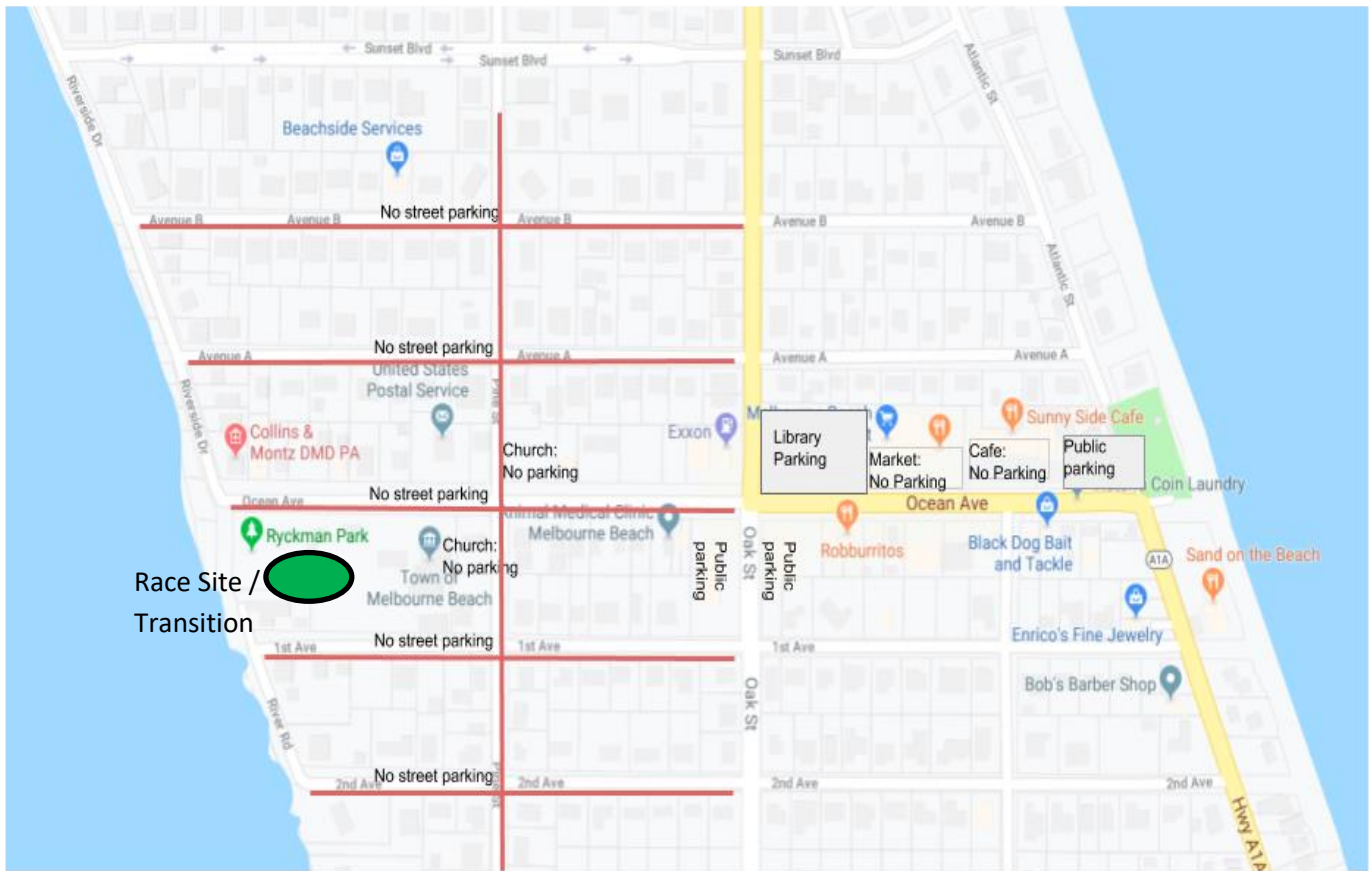 Sunset Blvd
Sunset Blvd
Sunset Blvd
Atlantic St
Riverside Dr
Beachside Services
No street parking
Avenue B
Avenue B
Avenue B
Avenue B
Avenue B
Atlantic St
No street parking
Avenue A
Avenue A
Avenue A
Avenue A
United States
Postal Service
Riverside Dr
Pine St
Collins &
Montz DMD PA
Exxon
Library
Parking
Sunny Side Cafe
Church:
No parking
Market:
No Parking
Cafe:
No Parking
Public
parking
Coin Laundry
No street parking
Ocean Ave
Ocean Ave
Animal Medical Clinic
Melbourne Beach
Ryckman Park
Church:
No parking
Town of
Melbourne Beach
Public
parking
Oak St
Public
parking
Robburritos
Black Dog Bait
and Tackle
A1A
Sand on the Beach
Race Site /
Transition
Enrico's Fine Jewelry
No street parking
1st Ave
1st Ave
1st Ave
Oak St
Bob's Barber Shop
River Rd
No street parking
2nd Ave
2nd Ave
2nd Ave
2nd Ave
Hwy A1A